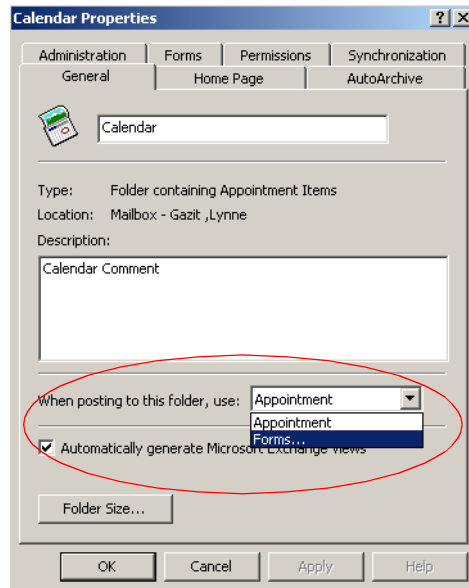 Calendar Properties
Administration Forms Permissions Synchronization
General Home Page AutoArchive
Calendar
Type: Folder containing Appointment Items
Location: Mailbox - Gazit ,Lynne
Description:
Calendar Comment
When posting to this folder, use: Appointment
Appointment
Forms...
Automatically generate Microsoft Exchange views
Folder Size...
OK Cancel Apply Help